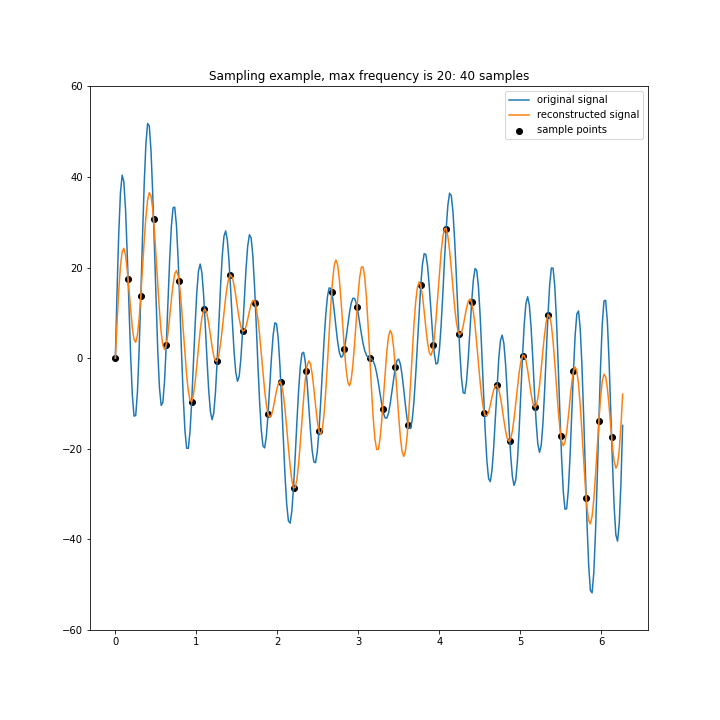 Sampling example, max frequency is 20: 40 samples
original signal
reconstructed signal
sample points
60
40
20
0
−20
−40
−60
0 1 2 3 4 5 6